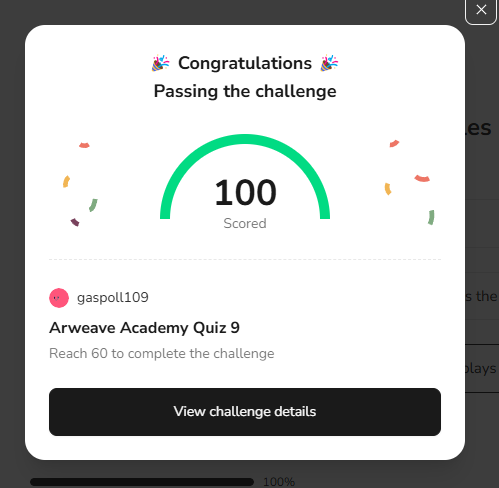 Congratulations
Passing the challenge
les
100
Scored
s the
gaspoll109
Arweave Academy Quiz 9
Reach 60 to complete the challenge
plays
View challenge details
100%